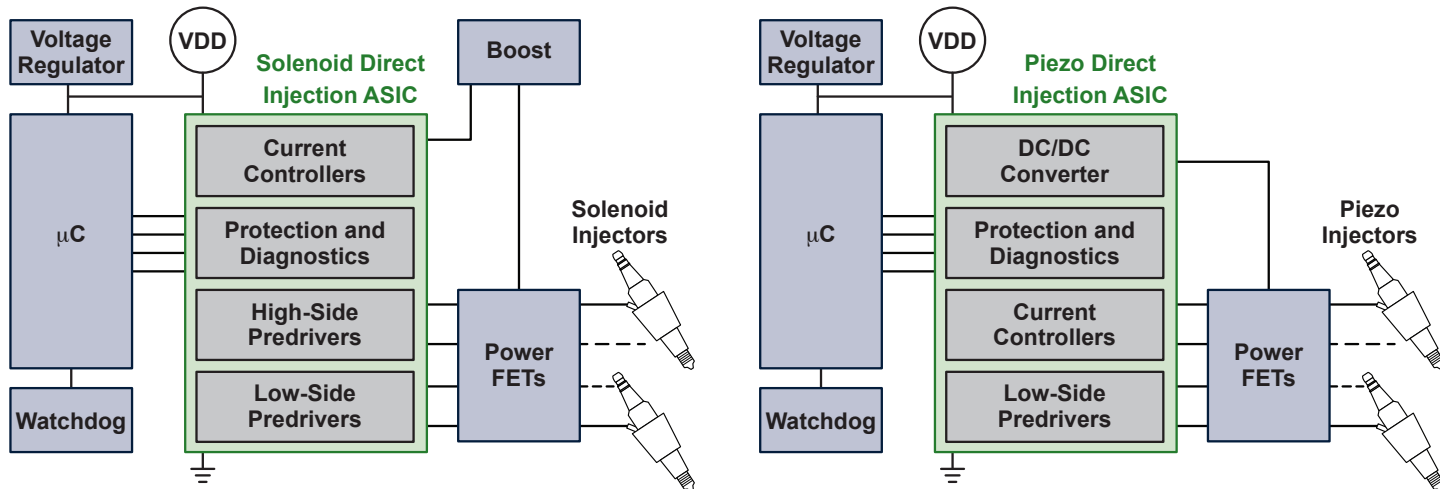 Voltage
Regulator
VDD
Solenoid Direct
Injection ASIC
Boost
μC
Current
Controllers
Protection and
Diagnostics
High-Side
Predrivers
Low-Side
Predrivers
Solenoid
Injectors
Power
FETs
Watchdog
Voltage
Regulator
VDD
Piezo Direct
Injection ASIC
μC
DC/DC
Converter
Protection and
Diagnostics
Current
Controllers
Low-Side
Predrivers
Piezo
Injectors
Power
FETs
Watchdog